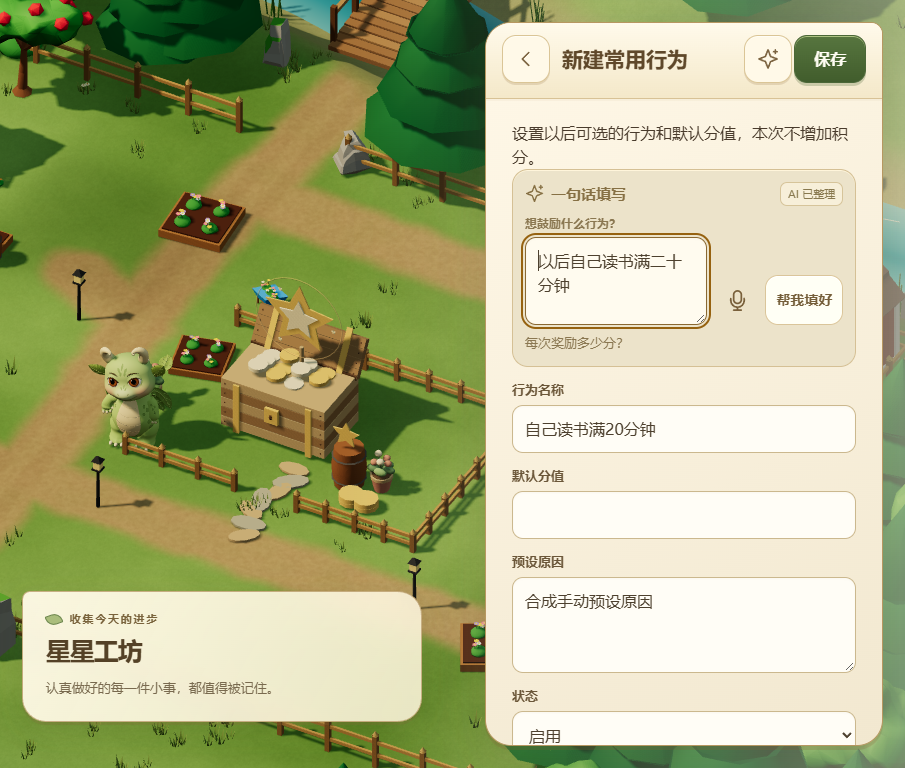 新建常用行为
保存
设置以后可选的行为和默认分值，本次不增加积
分。
一句话填写
AI 已整理
想鼓励什么行为?
以后自己读书满二十
分钟
帮我填好
每次奖励多少分?
行为名称
自己读书满20分钟
默认分值
预设原因
合成手动预设原因
状态
启用
收集今天的进步
星星工坊
认真做好的每一件小事，都值得被记住。